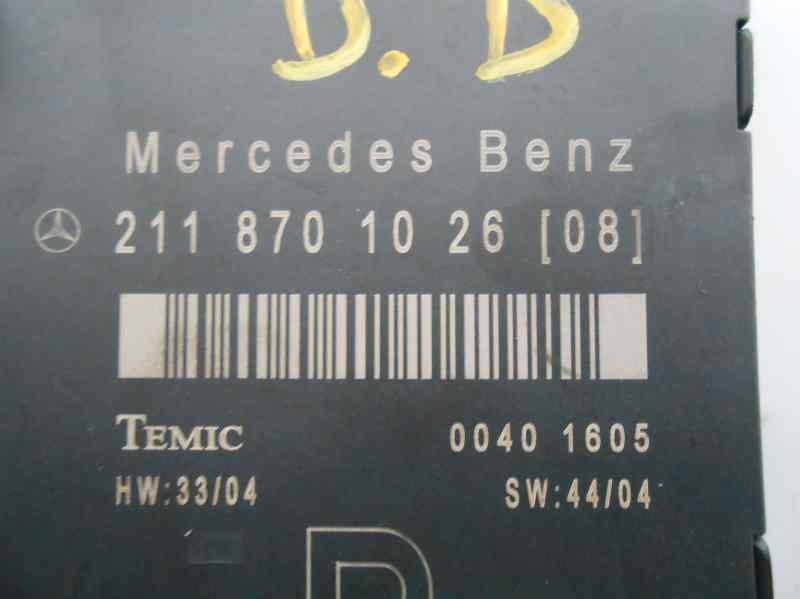 D.D
Mercedes Benz
211 870 10 26 [08]
TEMIC 0040 1605
HW:33/04 SW:44/04